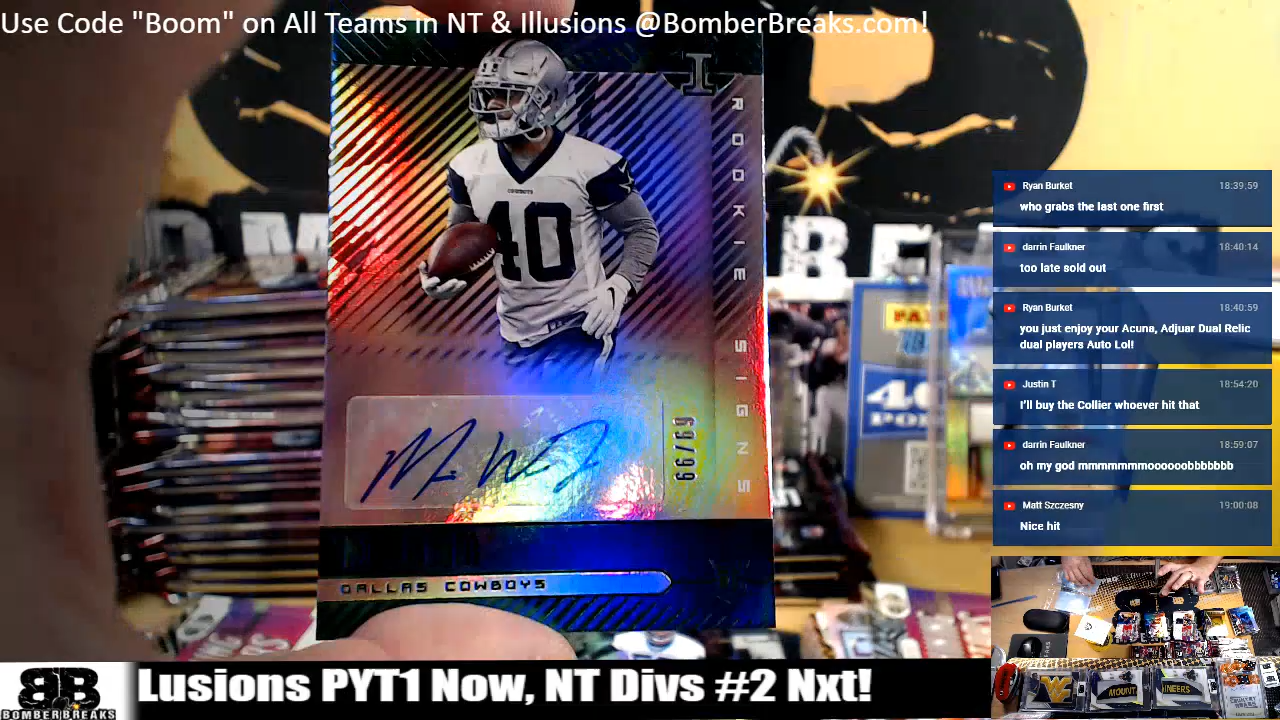 Use Code "Boom" on All Teams in NT & Illusions @BomberBreaks.com!
I
ROOKIE SIGNS
40
COWBOYS
66/99
DALLAS COWBOYS
Ryan Burket 18:39:59
who grabs the last one first
darrin Faulkner 18:40:14
too late sold out
Ryan Burket 18:40:59
you just enjoy your Acuna, Adjuar Dual Relic
dual players Auto Lol!
Justin T 18:54:20
I'll buy the Collier whoever hit that
darrin Faulkner 18:59:07
oh my god mmmmmmmoooooobbbbbbb
Matt Szczesny 19:00:08
Nice hit
MOUNT
INEERS
BB
BOMBERBREAKS
Lusions PYT1 Now, NT Divs #2 Nxt!